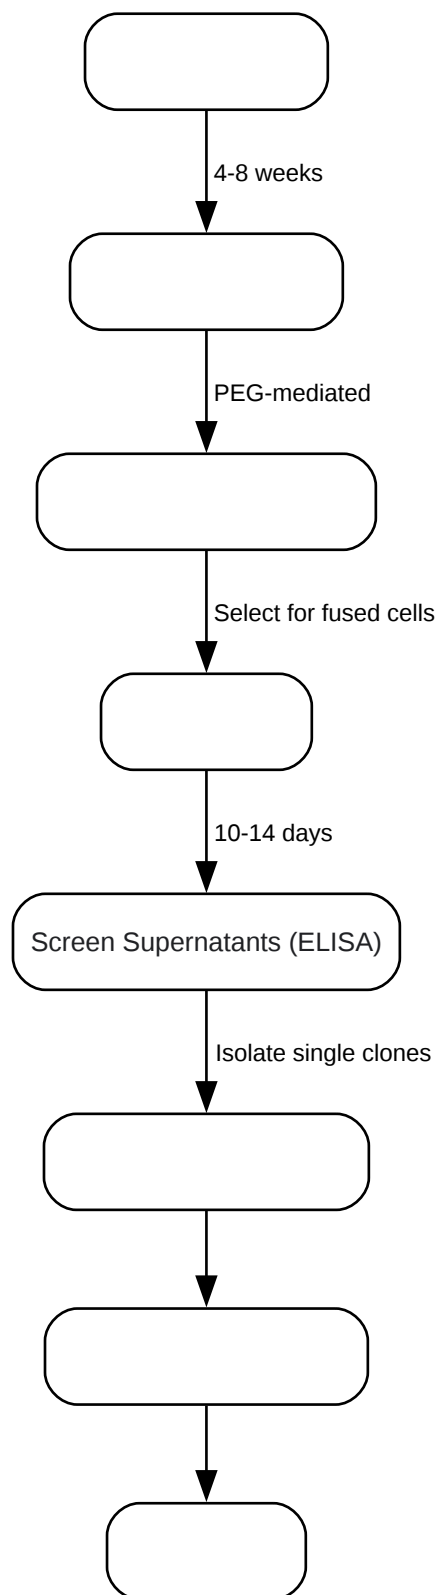 4-8 weeks
PEG-mediated
Select for fused cells
10-14 days
Screen Supernatants (ELISA)
Isolate single clones